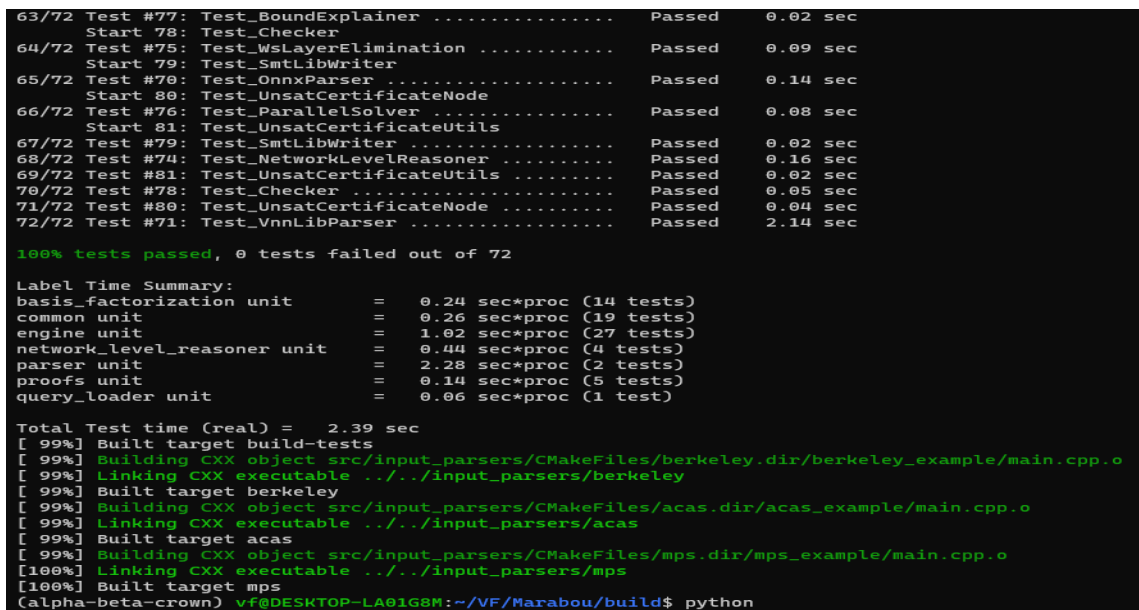 63/72 Test #77: Test_BoundExplainer ................   Passed    0.02 sec
      Start 78: Test_Checker
64/72 Test #75: Test_WsLayerElimination ............   Passed    0.09 sec
      Start 79: Test_SmtLibWriter
65/72 Test #70: Test_OnnxParser ....................   Passed    0.14 sec
      Start 80: Test_UnsatCertificateNode
66/72 Test #76: Test_ParallelSolver ................   Passed    0.08 sec
      Start 81: Test_UnsatCertificateUtils
67/72 Test #79: Test_SmtLibWriter ..................   Passed    0.02 sec
68/72 Test #74: Test_NetworkLevelReasoner ..........   Passed    0.16 sec
69/72 Test #81: Test_UnsatCertificateUtils .........   Passed    0.02 sec
70/72 Test #78: Test_Checker .......................   Passed    0.05 sec
71/72 Test #80: Test_UnsatCertificateNode ..........   Passed    0.04 sec
72/72 Test #71: Test_VnnLibParser ..................   Passed    2.14 sec
100% tests passed, 0 tests failed out of 72
Label Time Summary:
basis_factorization unit        =   0.24 sec*proc (14 tests)
common unit                     =   0.26 sec*proc (19 tests)
engine unit                     =   1.02 sec*proc (27 tests)
network_level_reasoner unit     =   0.44 sec*proc (4 tests)
parser unit                     =   2.28 sec*proc (2 tests)
proofs unit                     =   0.14 sec*proc (5 tests)
query_loader unit               =   0.06 sec*proc (1 test)
Total Test time (real) =   2.39 sec
[ 99%] Built target build-tests
[ 99%] Building CXX object src/input_parsers/CMakeFiles/berkeley.dir/berkeley_example/main.cpp.o
[ 99%] Linking CXX executable ../../input_parsers/berkeley
[ 99%] Built target berkeley
[ 99%] Building CXX object src/input_parsers/CMakeFiles/acas.dir/acas_example/main.cpp.o
[ 99%] Linking CXX executable ../../input_parsers/acas
[ 99%] Built target acas
[ 99%] Building CXX object src/input_parsers/CMakeFiles/mps.dir/mps_example/main.cpp.o
[100%] Linking CXX executable ../../input_parsers/mps
[100%] Built target mps
(alpha-beta-crown) vf@DESKTOP-LA01G8M:~/VF/Marabou/build$ python